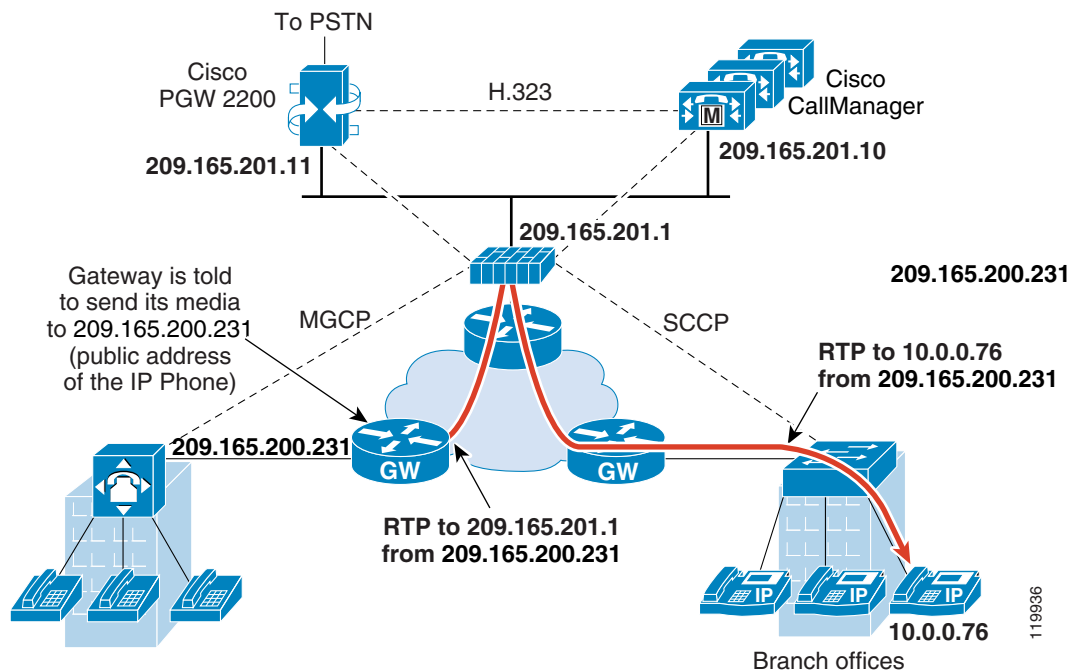 To PSTN
Cisco
PGW 2200
H.323
Cisco
CallManager
M
209.165.201.11
209.165.201.10
209.165.201.1
209.165.200.231
Gateway is told
to send its media
to 209.165.200.231
(public address
of the IP Phone)
MGCP
SCCP
RTP to 10.0.0.76
from 209.165.200.231
209.165.200.231
GW
GW
RTP to 209.165.201.1
from 209.165.200.231
IP
IP
IP
10.0.0.76
Branch offices
119936